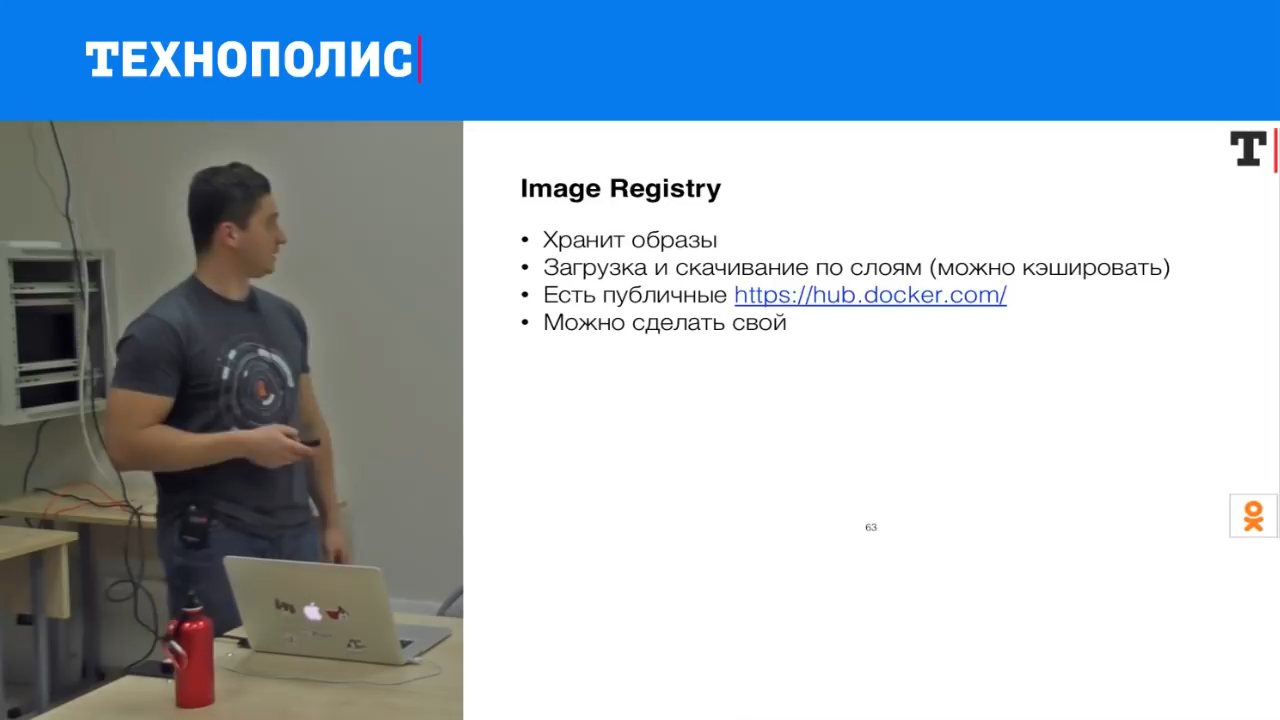 ТЕХНОПОЛИС
T
Image Registry
• Хранит образы
• Загрузка и скачивание по слоям (можно кэшировать)
• Есть публичные https://hub.docker.com/
• Можно сделать свой
63